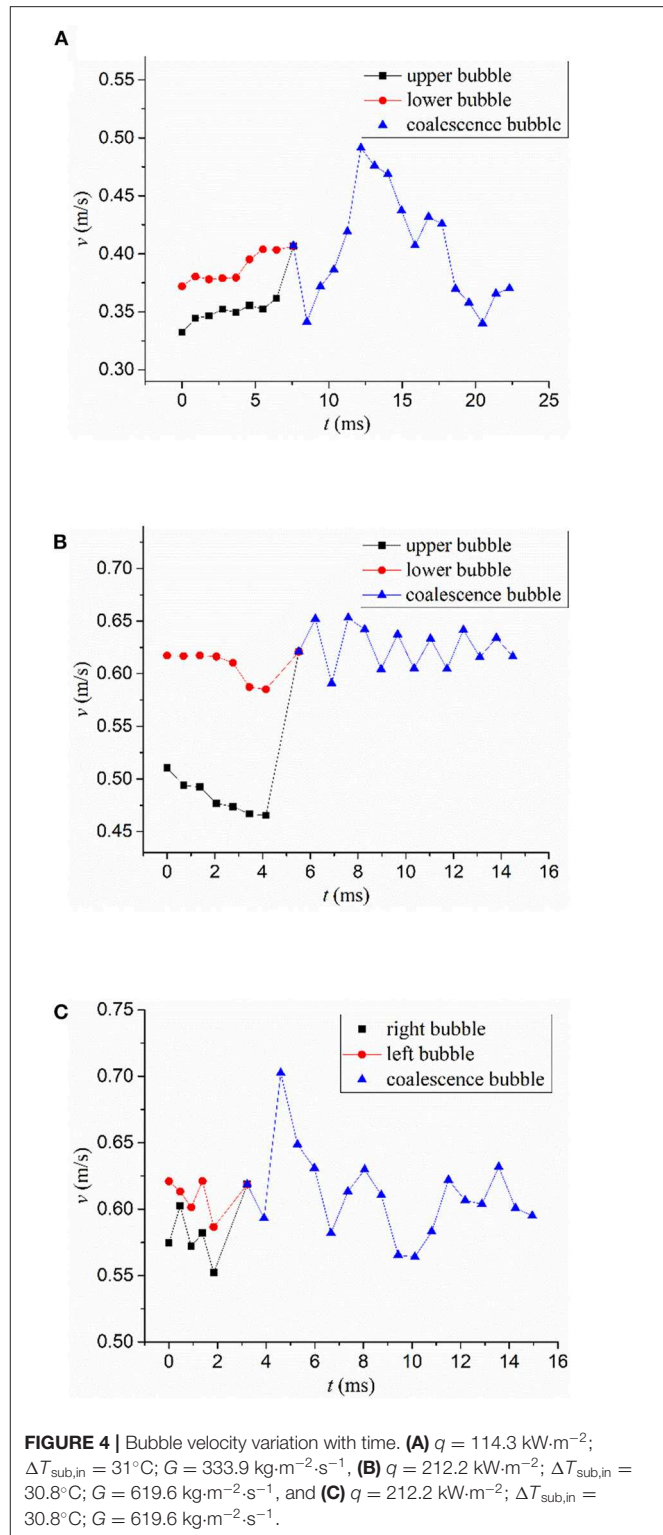 A
upper bubble
lower bubble
coalescence bubble
0.55
0.50
0.45
0.40
0.35
0.30
v (m/s)
0 5 10 15 20 25
t (ms)
B
upper bubble
lower bubble
coalescence bubble
0.70
0.65
0.60
0.55
0.50
0.45
v (m/s)
0 2 4 6 8 10 12 14 16
t (ms)
C
right bubble
left bubble
coalescence bubble
0.75
0.70
0.65
0.60
0.55
0.50
v (m/s)
0 2 4 6 8 10 12 14 16
t (ms)
FIGURE 4 | Bubble velocity variation with time. (A) q = 114.3 kW·m⁻²;
ΔTsub,in = 31°C; G = 333.9 kg·m⁻²·s⁻¹, (B) q = 212.2 kW·m⁻²; ΔTsub,in =
30.8°C; G = 619.6 kg·m⁻²·s⁻¹, and (C) q = 212.2 kW·m⁻²; ΔTsub,in =
30.8°C; G = 619.6 kg·m⁻²·s⁻¹.